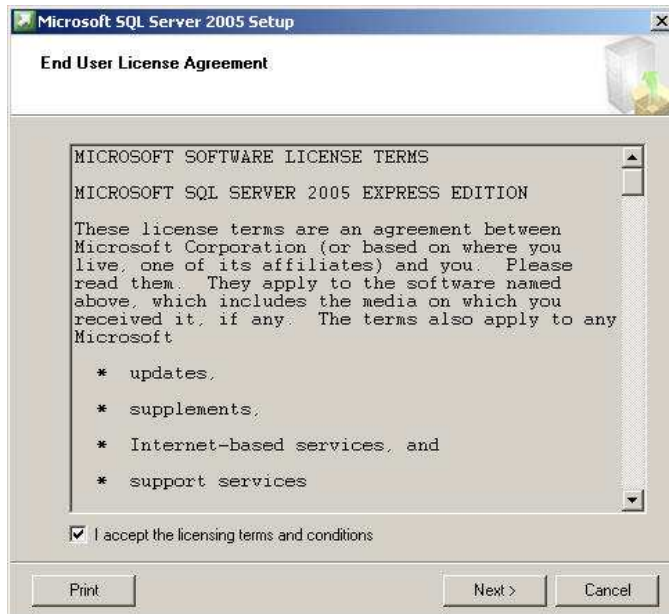 Microsoft SQL Server 2005 Setup
End User License Agreement
MICROSOFT SOFTWARE LICENSE TERMS
MICROSOFT SQL SERVER 2005 EXPRESS EDITION
These license terms are an agreement between
Microsoft Corporation (or based on where you
live, one of its affiliates) and you. Please
read them. They apply to the software named
above, which includes the media on which you
received it, if any. The terms also apply to any
Microsoft
* updates,
* supplements,
* Internet-based services, and
* support services
I accept the licensing terms and conditions
Print
Next >
Cancel